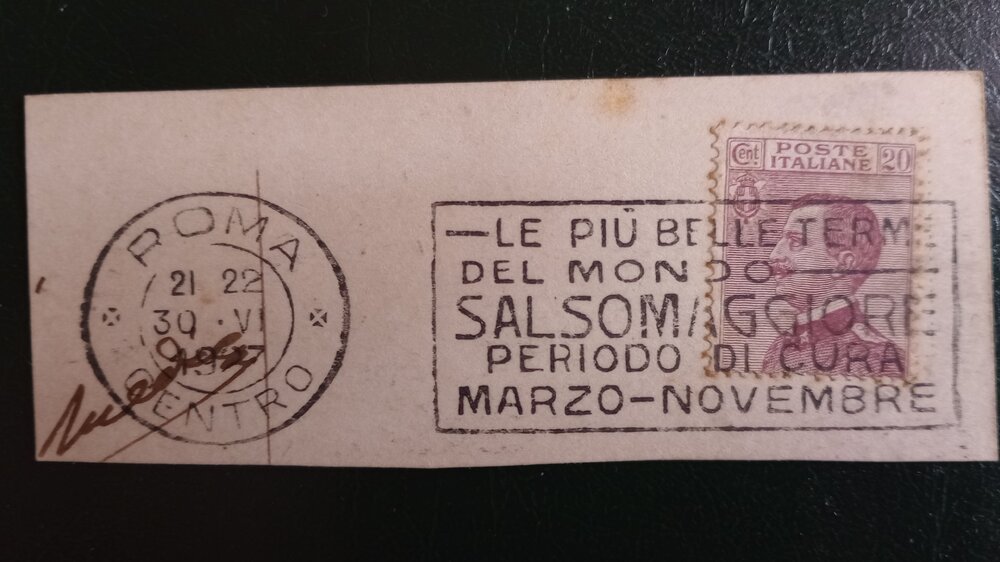 ROMA
21 22
30 · VI
CENTRO
Cent. POSTE ITALIANE 20
— LE PIÙ BELLE TERM
DEL MONDO —
SALSOMAGGIORE
PERIODO DI CURA
MARZO – NOVEMBRE